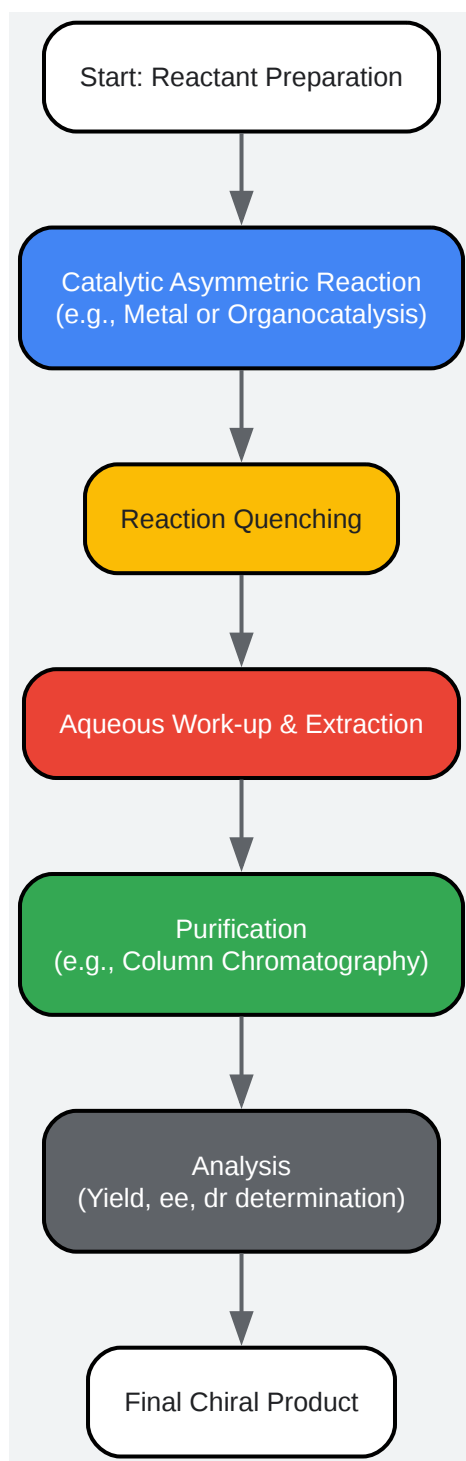 Start: Reactant Preparation
Catalytic Asymmetric Reaction
(e.g., Metal or Organocatalysis)
Reaction Quenching
Aqueous Work-up & Extraction
Purification
(e.g., Column Chromatography)
Analysis
(Yield, ee, dr determination)
Final Chiral Product